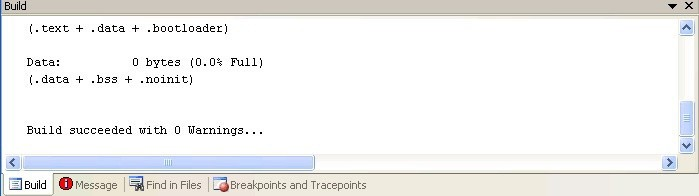 Build
(.text + .data + .bootloader)
Data: 0 bytes (0.0% Full)
(.data + .bss + .noinit)
Build succeeded with 0 Warnings...
Build Message Find in Files Breakpoints and Tracepoints